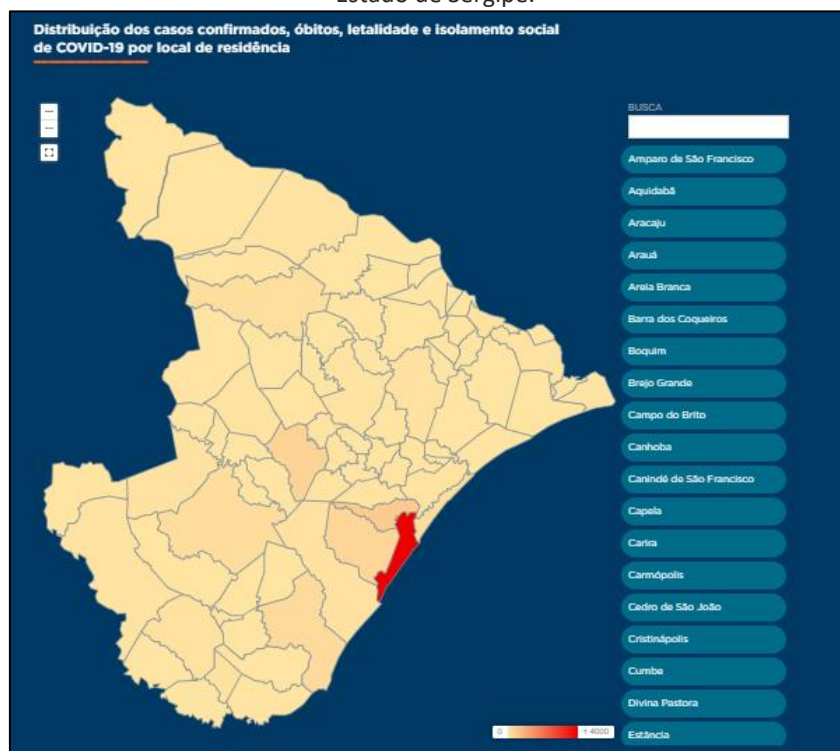 Estado de Sergipe.
Distribuição dos casos confirmados, óbitos, letalidade e isolamento social
de COVID-19 por local de residência
BUSCA
Amparo de São Francisco
Aquidabã
Aracaju
Arauá
Areia Branca
Barra dos Coqueiros
Boquim
Brejo Grande
Campo do Brito
Canhoba
Canindé de São Francisco
Capela
Carira
Carmópolis
Cedro de São João
Cristinápolis
Cumbe
Divina Pastora
Estância
0 + 4000